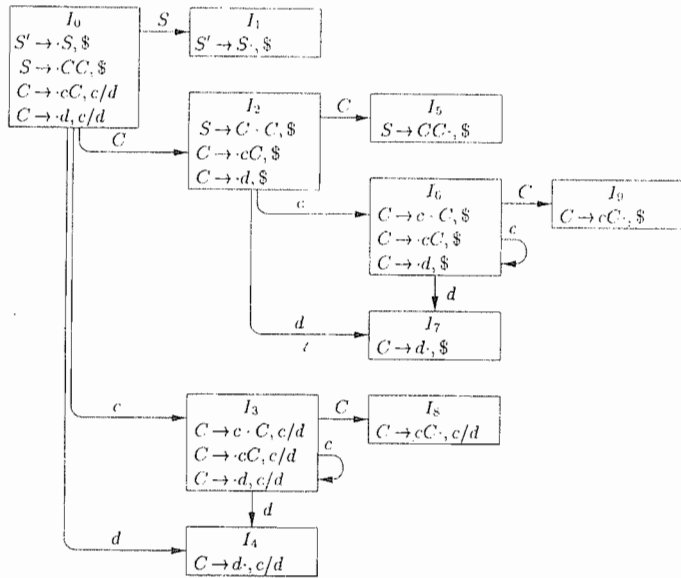 I₀
S' → ·S, $
S → ·CC, $
C → ·cC, c/d
C → ·d, c/d
S
I₁
S' → S·, $
C
I₂
S → C · C, $
C → ·cC, $
C → ·d, $
C
I₅
S → CC·, $
c
I₆
C → c · C, $
C → ·cC, $
C → ·d, $
C
I₉
C → cC·, $
c
d
d
I₇
C → d·, $
c
I₃
C → c · C, c/d
C → ·cC, c/d
C → ·d, c/d
C
I₈
C → cC·, c/d
c
d
d
I₄
C → d·, c/d